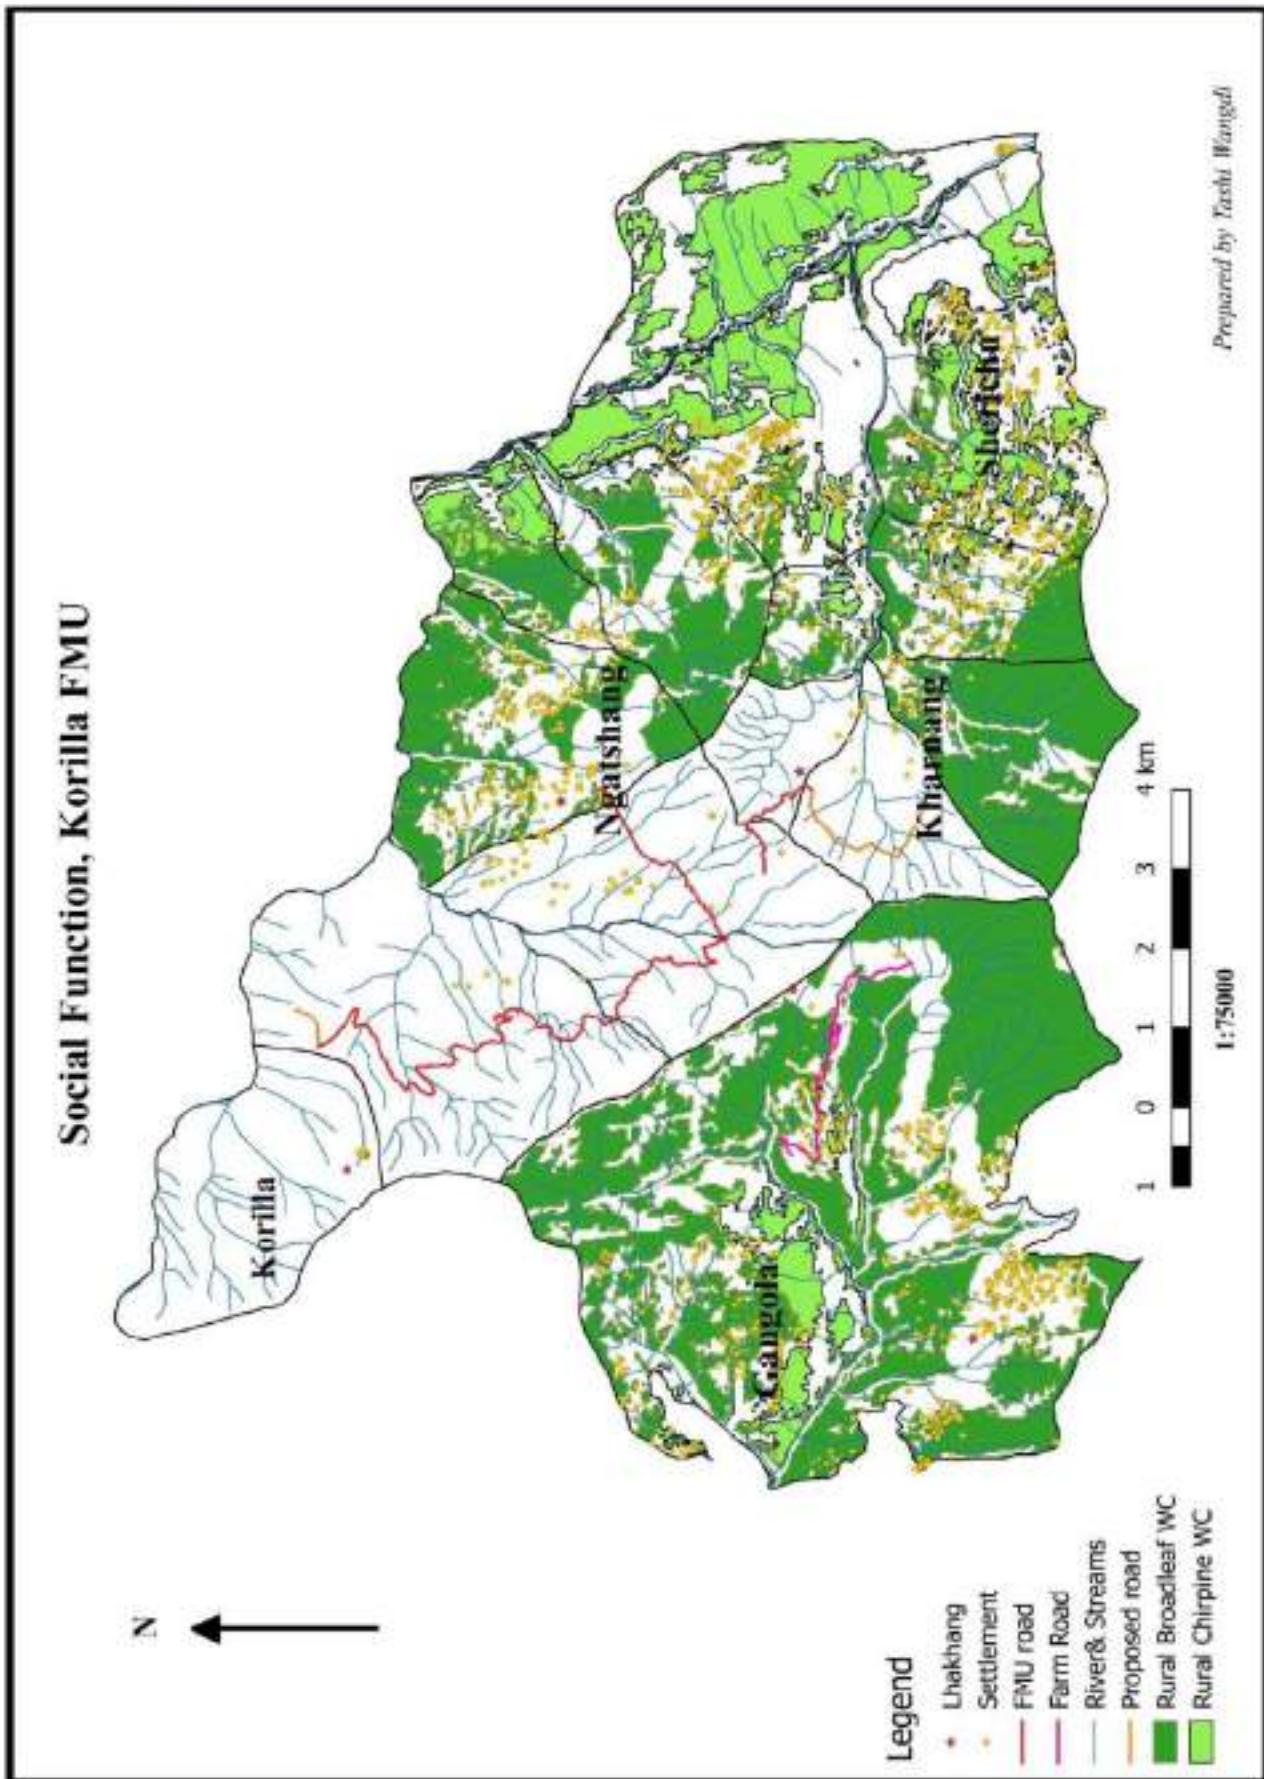 Social Function, Korilla FMU
N
Korilla
Ngatshang
Gangola
Kharnang
Sherichu
Legend
Lhakhang
Settlement
FMU road
Farm Road
River& Streams
Proposed road
Rural Broadleaf WC
Rural Chirpine WC
1 0 1 2 3 4 km
1:75000
Prepared by Tashi Wangdi